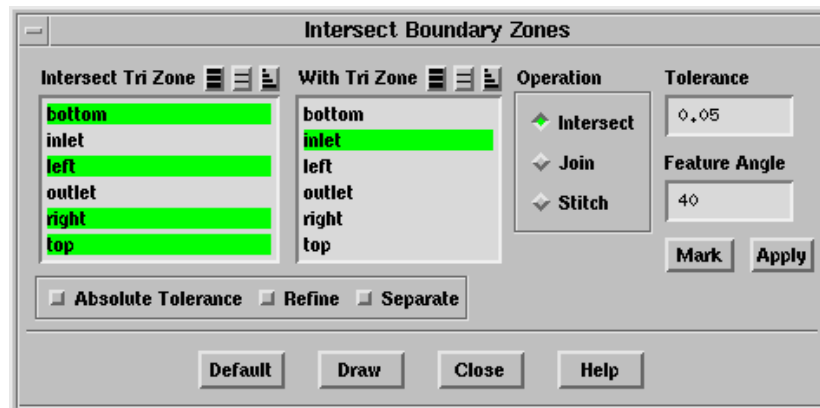 Intersect Boundary Zones
Intersect Tri Zone With Tri Zone Operation Tolerance
bottom bottom 0.05
inlet inlet Intersect
left left Join Feature Angle
outlet outlet 40
right right Stitch
top top Mark Apply
Absolute Tolerance Refine Separate
Default Draw Close Help